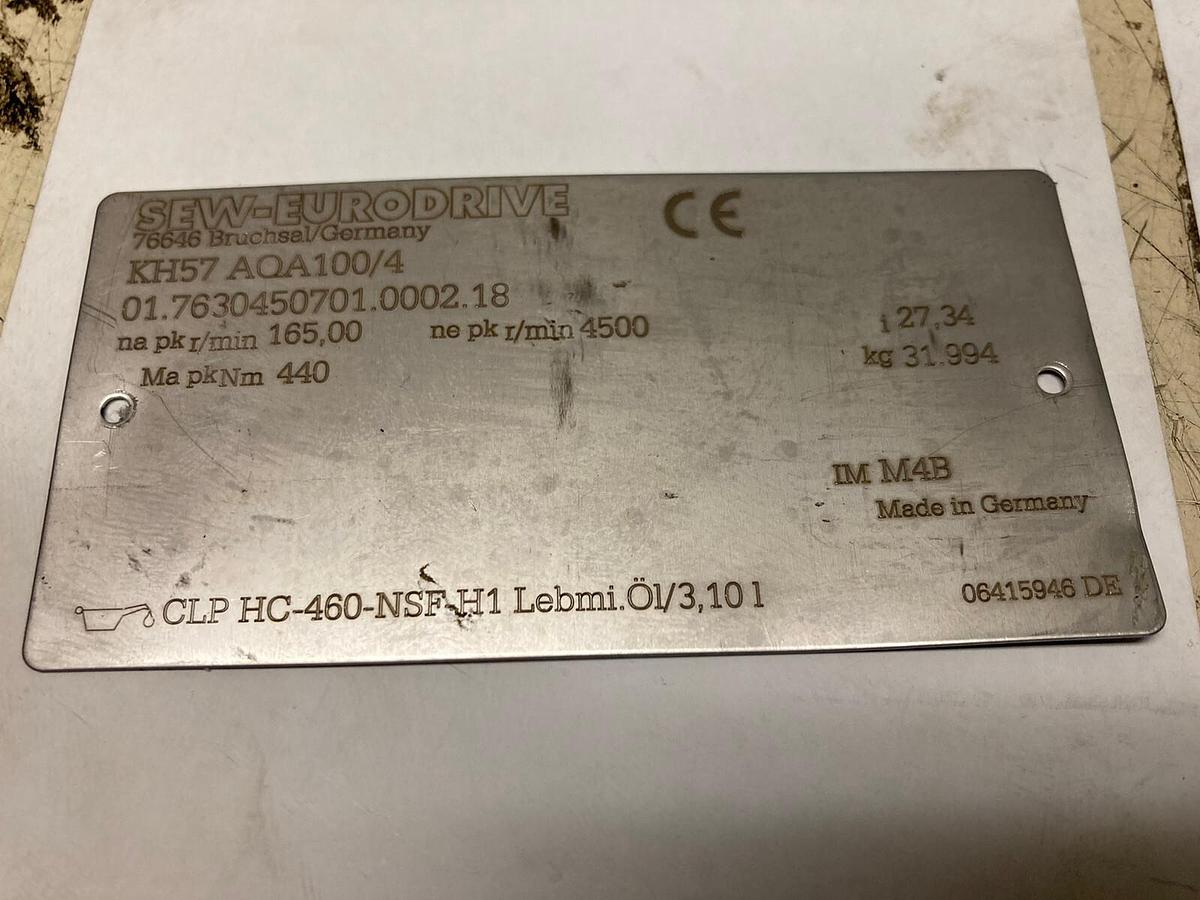 SEW-EURODRIVE CE
76646 Bruchsal/Germany
KH57 AQA100/4
01.7630450701.0002.18
na pk r/min 165,00 ne pk r/min 4500 i 27,34
Ma pk Nm 440 kg 31.994
IM M4B
Made in Germany
CLP HC-460-NSF-H1 Lebmi.Öl/3,10 l 06415946 DE